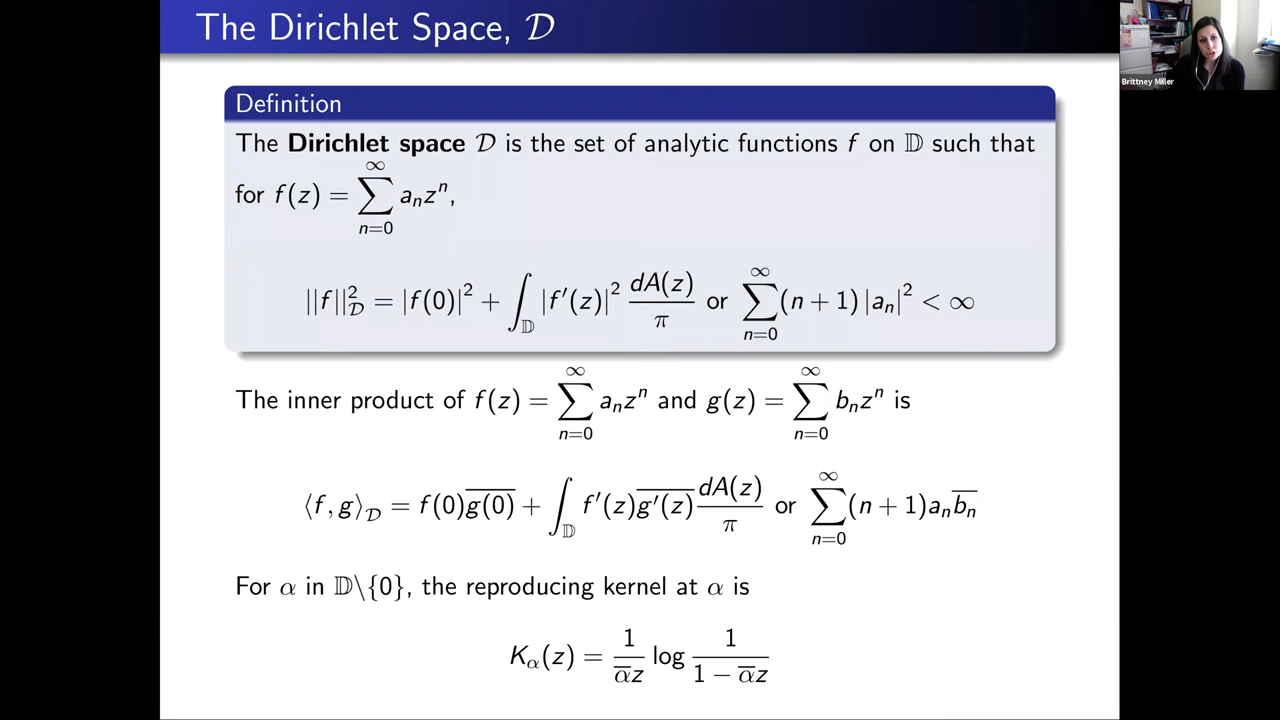 The Dirichlet Space, 𝒟
Brittney Miller
Definition
The Dirichlet space 𝒟 is the set of analytic functions f on 𝔻 such that
for f(z) = ∑_{n=0}^{∞} a_n z^n,
||f||²_𝒟 = |f(0)|² + ∫_𝔻 |f′(z)|² dA(z)/π or ∑_{n=0}^{∞} (n + 1) |a_n|² < ∞
The inner product of f(z) = ∑_{n=0}^{∞} a_n z^n and g(z) = ∑_{n=0}^{∞} b_n z^n is
⟨f, g⟩_𝒟 = f(0)\overline{g(0)} + ∫_𝔻 f′(z)\overline{g′(z)} dA(z)/π or ∑_{n=0}^{∞} (n + 1)a_n \overline{b_n}
For α in 𝔻\{0}, the reproducing kernel at α is
K_α(z) = \frac{1}{\overline{α}z} log \frac{1}{1 − \overline{α}z}